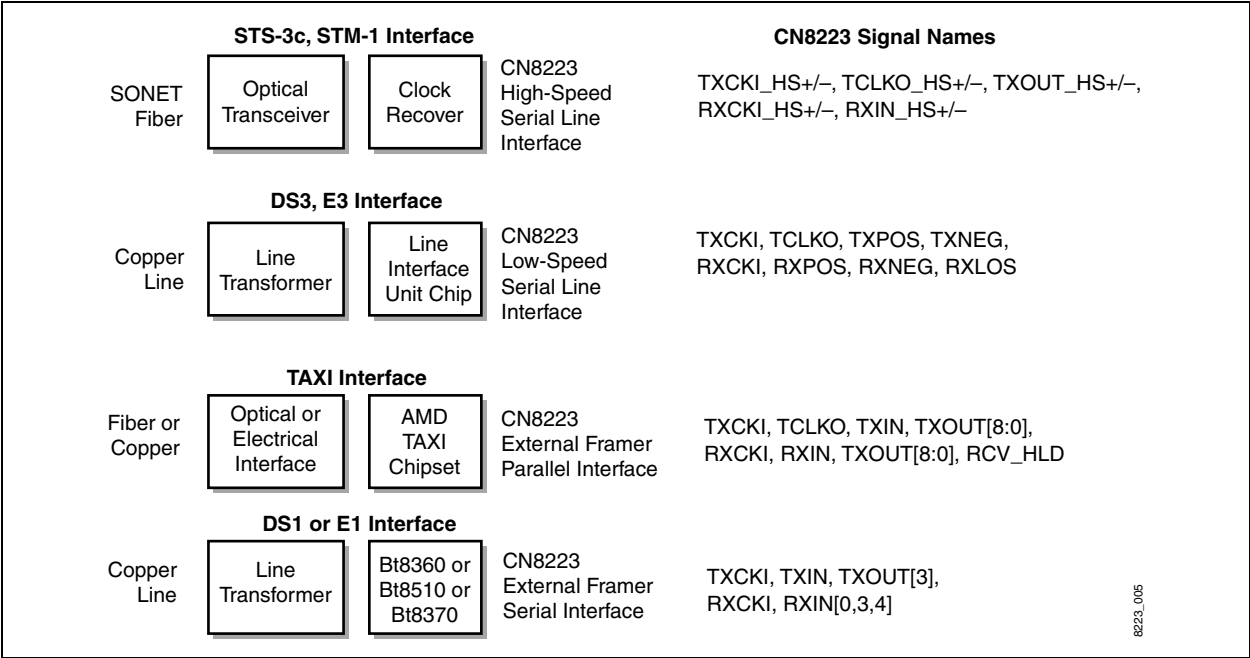 STS-3c, STM-1 Interface
CN8223 Signal Names
SONET
Fiber
Optical
Transceiver
Clock
Recover
CN8223
High-Speed
Serial Line
Interface
TXCKI_HS+/–, TCLKO_HS+/–, TXOUT_HS+/–,
RXCKI_HS+/–, RXIN_HS+/–
DS3, E3 Interface
Copper
Line
Line
Transformer
Line
Interface
Unit Chip
CN8223
Low-Speed
Serial Line
Interface
TXCKI, TCLKO, TXPOS, TXNEG,
RXCKI, RXPOS, RXNEG, RXLOS
TAXI Interface
Fiber or
Copper
Optical or
Electrical
Interface
AMD
TAXI
Chipset
CN8223
External Framer
Parallel Interface
TXCKI, TCLKO, TXIN, TXOUT[8:0],
RXCKI, RXIN, TXOUT[8:0], RCV_HLD
DS1 or E1 Interface
Copper
Line
Line
Transformer
Bt8360 or
Bt8510 or
Bt8370
CN8223
External Framer
Serial Interface
TXCKI, TXIN, TXOUT[3],
RXCKI, RXIN[0,3,4]
8223_005